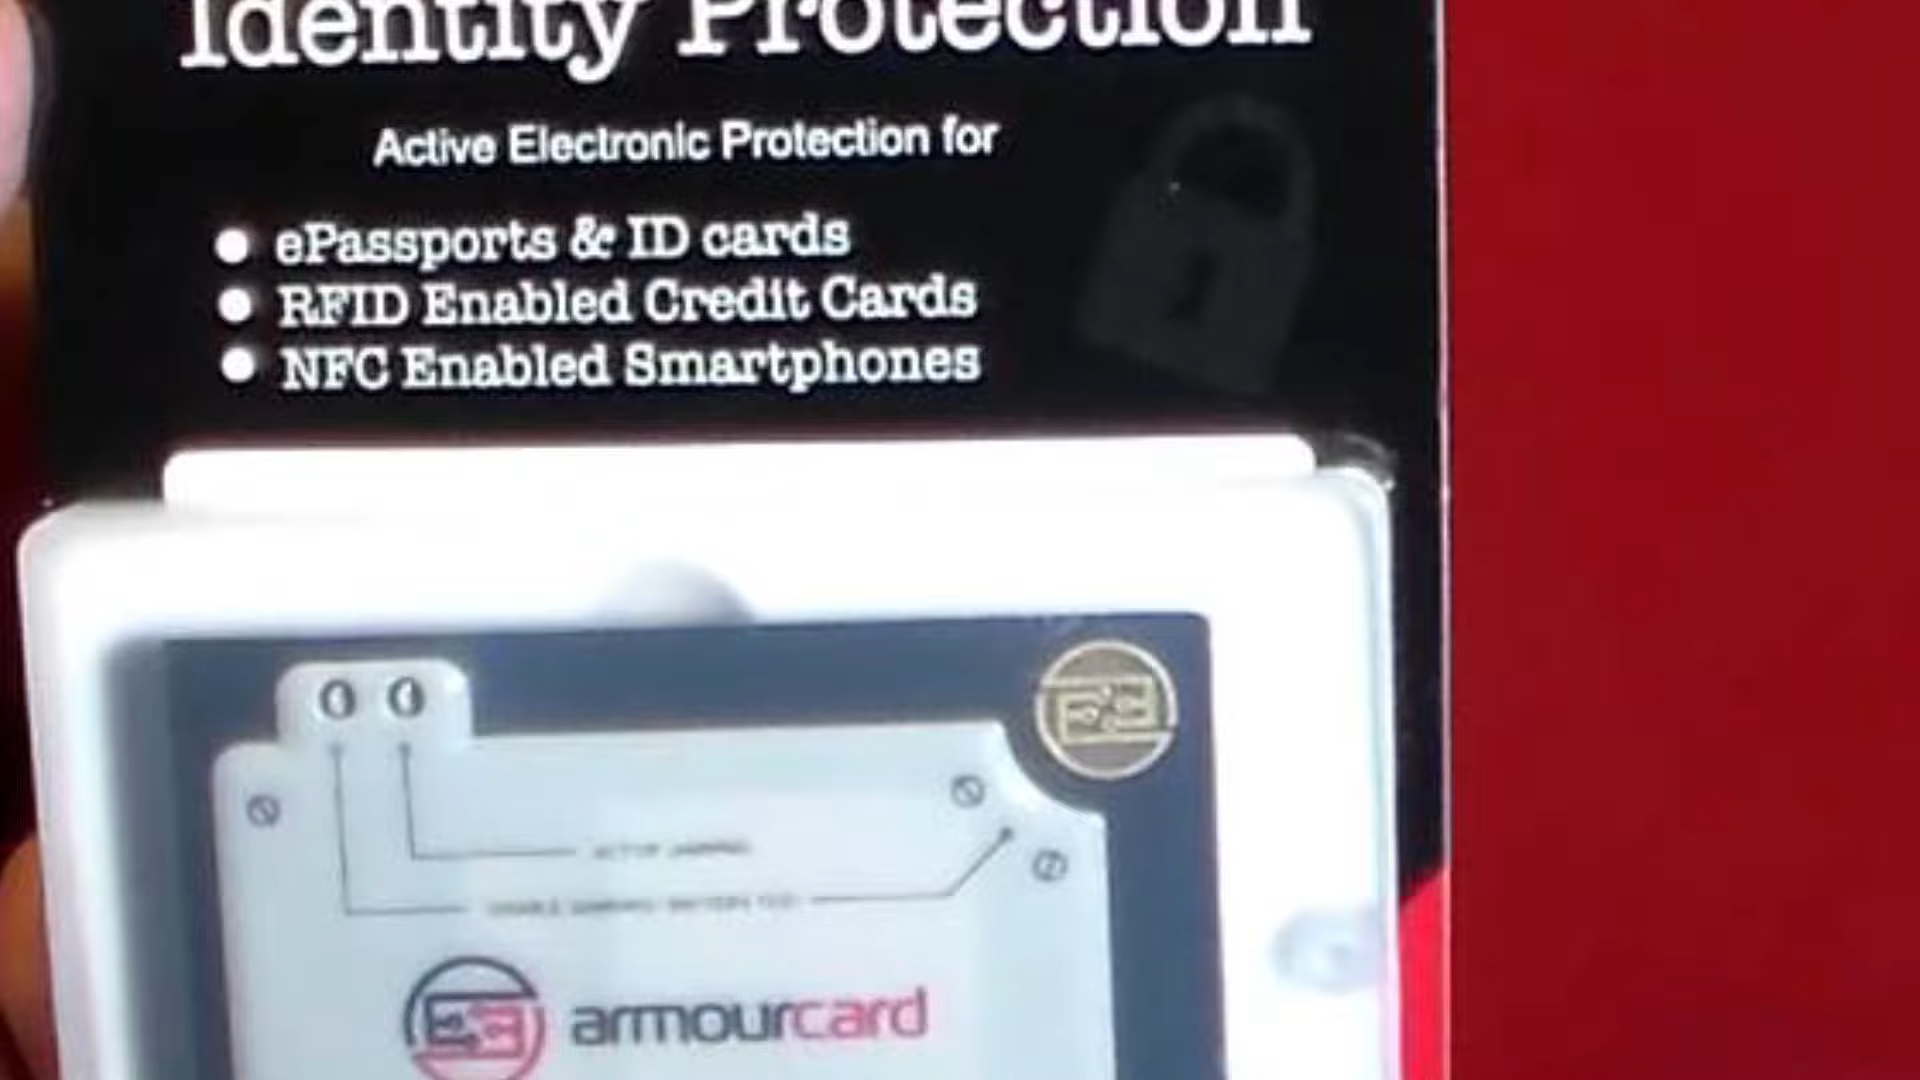 Identity Protection
Active Electronic Protection for
ePassports & ID cards
RFID Enabled Credit Cards
NFC Enabled Smartphones
armourcard